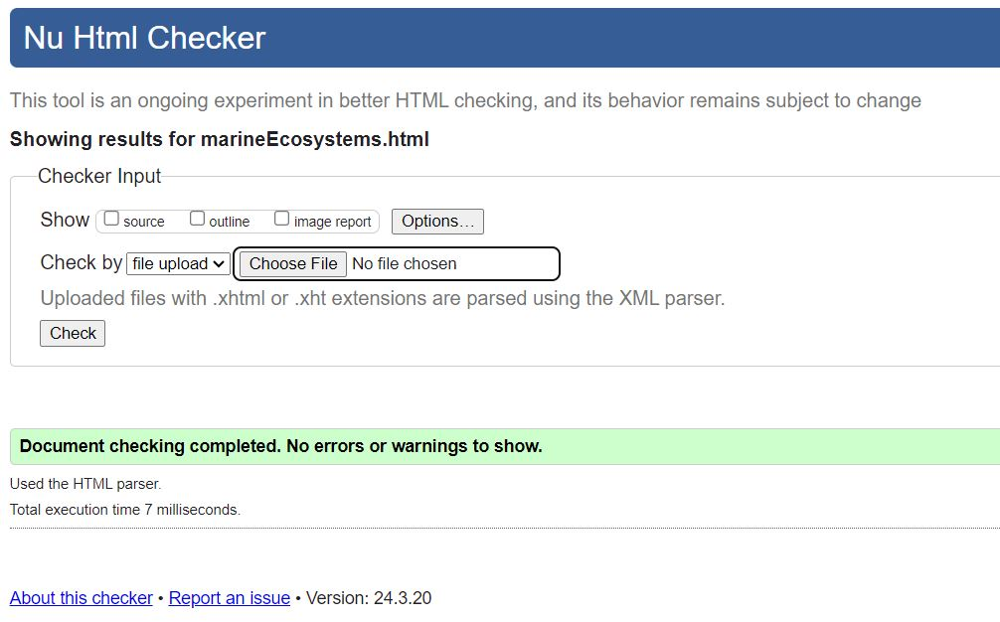 Nu Html Checker
This tool is an ongoing experiment in better HTML checking, and its behavior remains subject to change
Showing results for marineEcosystems.html
Checker Input
Show source outline image report Options…
Check by file upload Choose File No file chosen
Uploaded files with .xhtml or .xht extensions are parsed using the XML parser.
Check
Document checking completed. No errors or warnings to show.
Used the HTML parser.
Total execution time 7 milliseconds.
About this checker • Report an issue • Version: 24.3.20